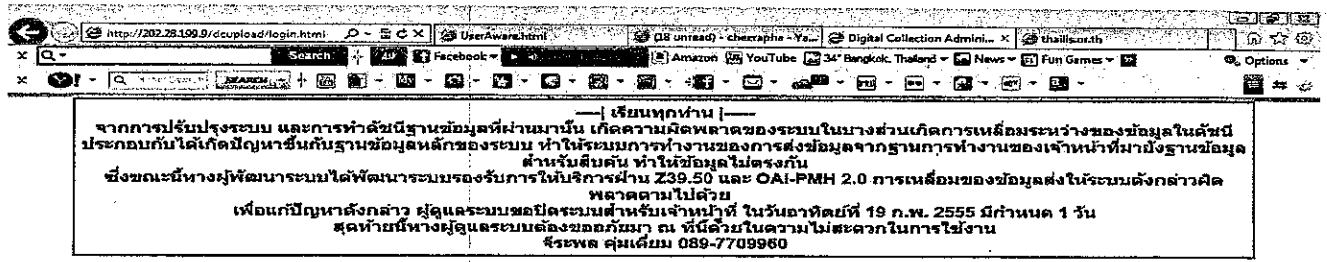 http://202.28.199.9/dcupload/login.html UserAware.html (18 unread) - cheerapha - Ya... Digital Collection Admini... thailis.or.th
Search Facebook Amazon YouTube 34° Bangkok, Thailand News Fun Games Options
SEARCH
----| เรียนทุกท่าน |-----
จากการปรับปรุงระบบ และการทำดัชนีฐานข้อมูลที่ผ่านมานั้น เกิดความผิดพลาดของระบบในบางส่วนเกิดการเหลื่อมระหว่างของข้อมูลในดัชนี
ประกอบกับได้เกิดปัญหาขึ้นกับฐานข้อมูลหลักของระบบ ทำให้ระบบการทำงานของการส่งข้อมูลจากฐานการทำงานของเจ้าหน้าที่มายังฐานข้อมูล
สำหรับสืบค้น ทำให้ข้อมูลไม่ตรงกัน
ซึ่งขณะนี้ทางผู้พัฒนาระบบได้พัฒนาระบบรองรับการให้บริการผ่าน Z39.50 และ OAI-PMH 2.0 การเหลื่อมของข้อมูลส่งให้ระบบดังกล่าวผิด
พลาดตามไปด้วย
เพื่อแก้ปัญหาดังกล่าว ผู้ดูแลระบบขอปิดระบบสำหรับเจ้าหน้าที่ ในวันอาทิตย์ที่ 19 ก.พ. 2555 มีกำหนด 1 วัน
สุดท้ายนี้ทางผู้ดูแลระบบต้องขออภัยมา ณ ที่นี้ด้วยในความไม่สะดวกในการใช้งาน
จีระพล คุ่มเคี่ยม 089-7709960